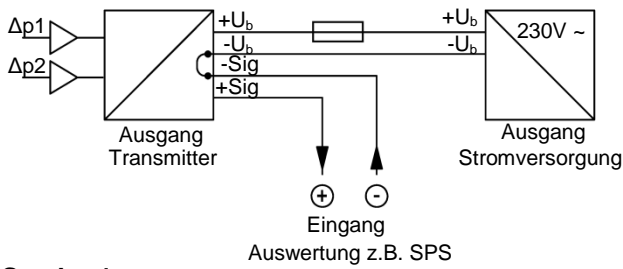 Δp1
Δp2
+Ub
-Ub
-Sig
+Sig
+Ub
-Ub
230V ~
Ausgang
Transmitter
Ausgang
Stromversorgung
+
-
Eingang
Auswertung z.B. SPS